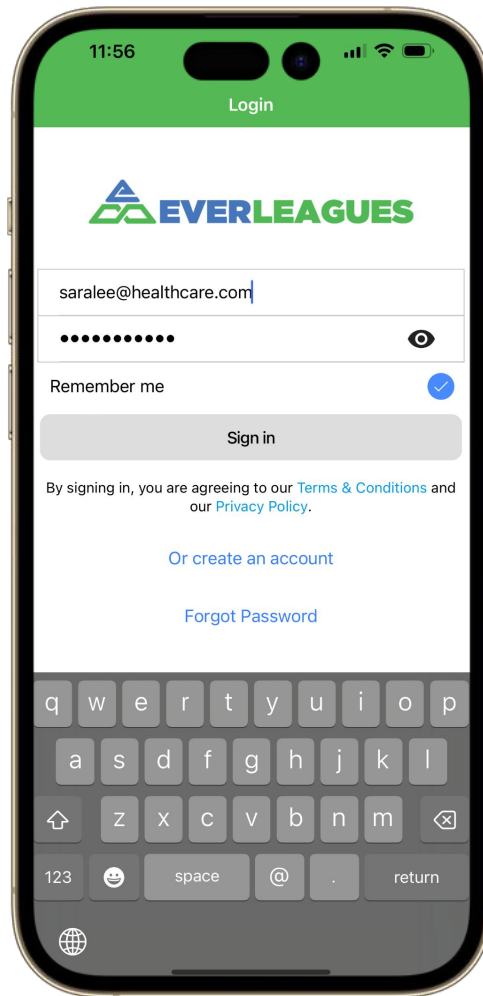 11:56
Login
EVERLEAGUES
saralee@healthcare.com
•••••••••••
Remember me
Sign in
By signing in, you are agreeing to our Terms & Conditions and
our Privacy Policy.
Or create an account
Forgot Password
q w e r t y u i o p
a s d f g h j k l
z x c v b n m
123 space @ . return